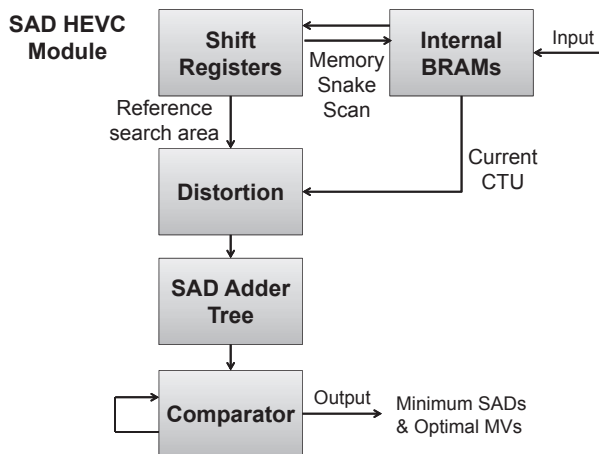 SAD HEVC
Module
Shift
Registers
Internal
BRAMs
Input
Memory
Snake
Scan
Reference
search area
Current
CTU
Distortion
SAD Adder
Tree
Comparator
Output
Minimum SADs
& Optimal MVs